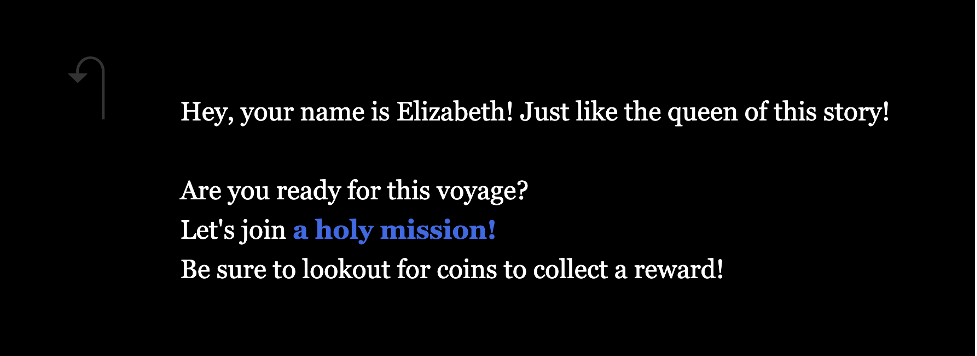 Hey, your name is Elizabeth! Just like the queen of this story!
Are you ready for this voyage?
Let's join a holy mission!
Be sure to lookout for coins to collect a reward!